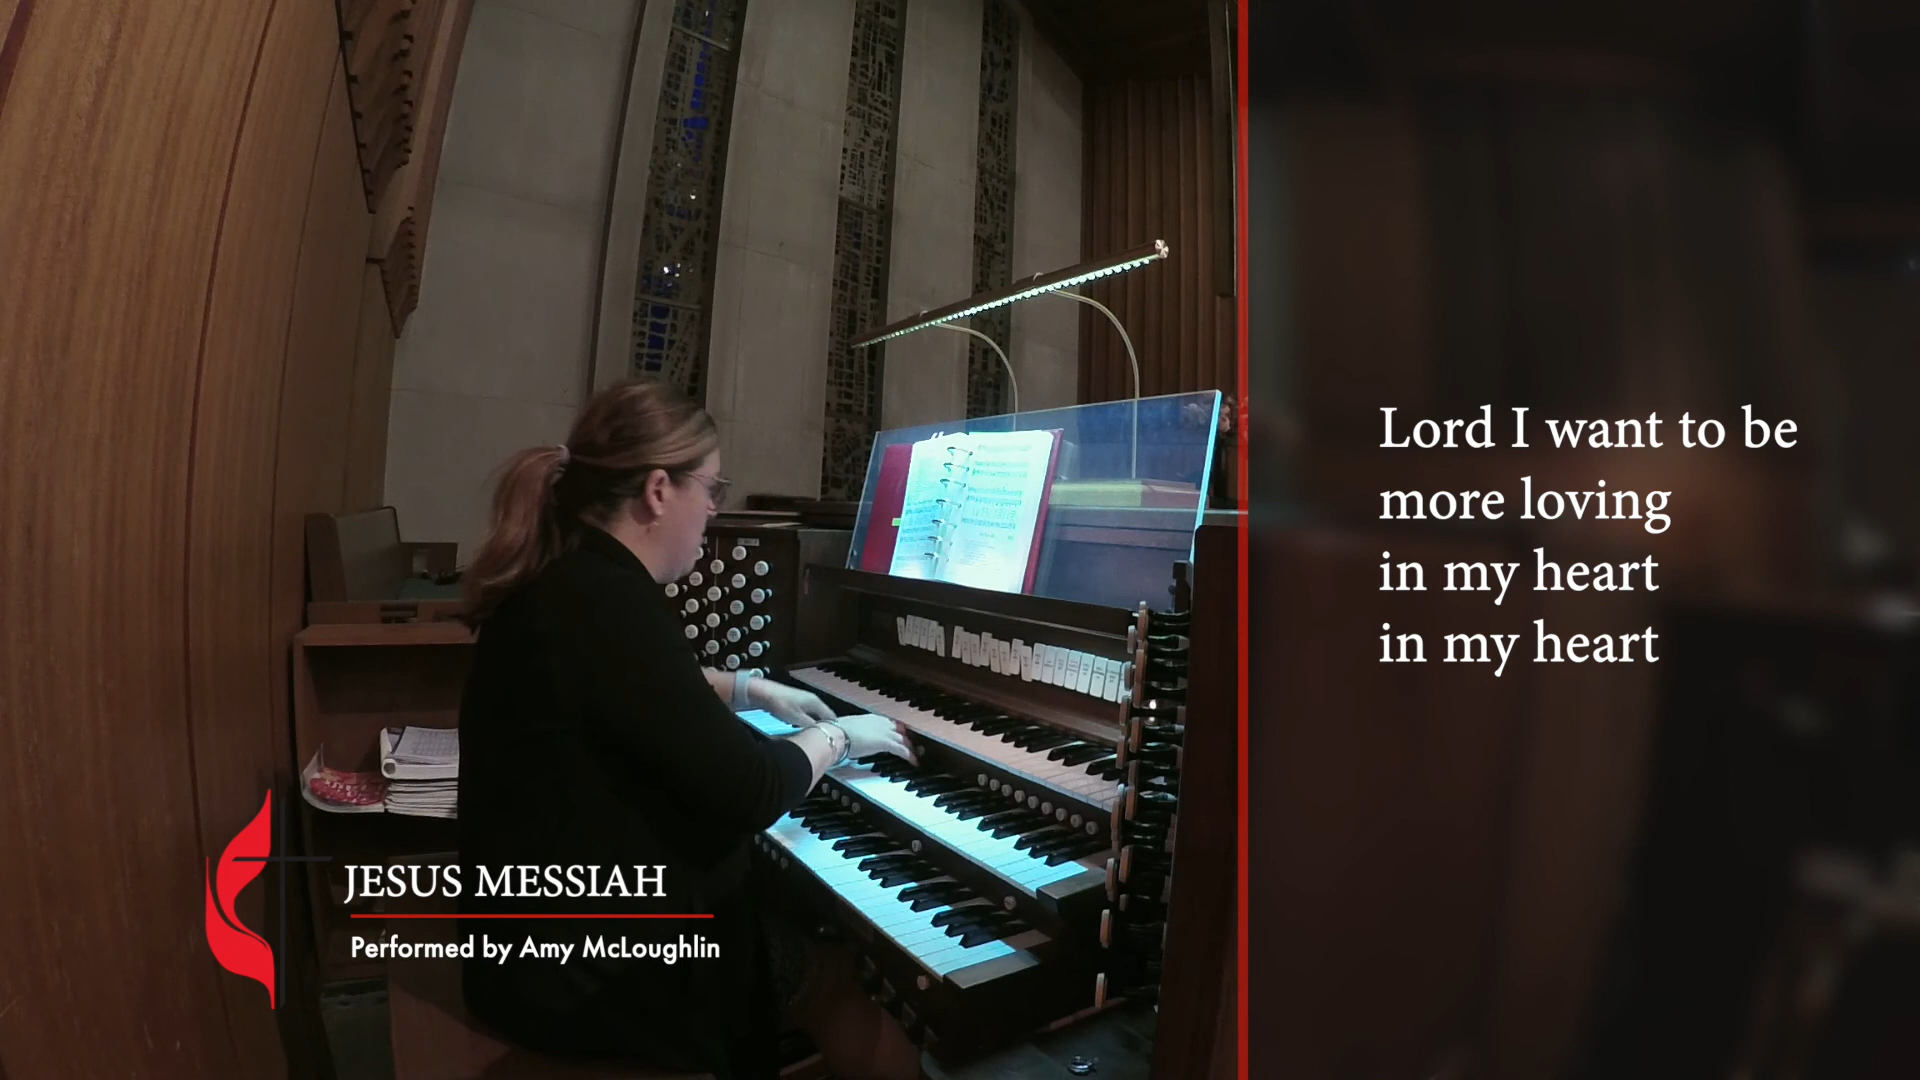 JESUS MESSIAH
Performed by Amy McLoughlin
Lord I want to be
more loving
in my heart
in my heart